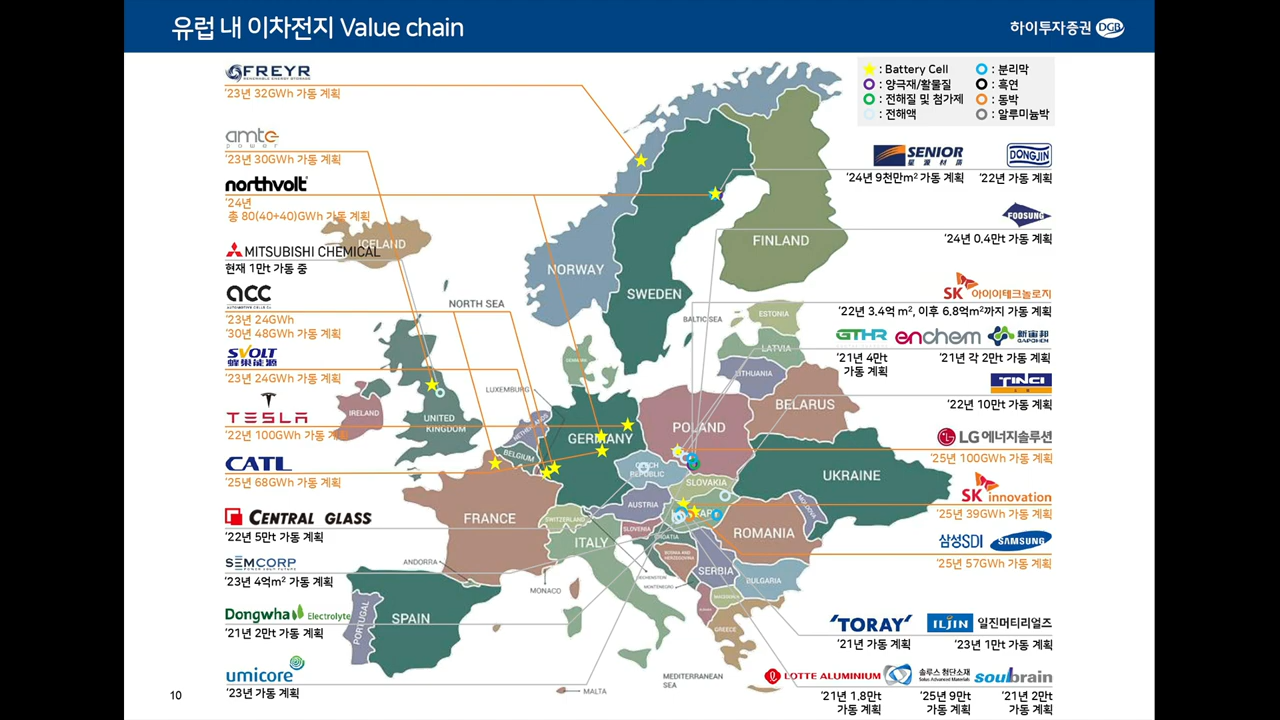 유럽 내 이차전지 Value chain
하이투자증권 DGB
: Battery Cell
: 양극재/활물질
: 전해질 및 첨가제
: 전해액
: 분리막
: 흑연
: 동박
: 알루미늄박
FREYR
'23년 32GWh 가동 계획
amte
power
'23년 30GWh 가동 계획
northvolt
'24년
총 80(40+40)GWh 가동 계획
MITSUBISHI CHEMICAL
현재 1만t 가동 중
acc
'23년 24GWh
'30년 48GWh 가동 계획
SVOLT
蜂巢能源
'23년 24GWh 가동 계획
TESLA
'22년 100GWh 가동 계획
CATL
'25년 68GWh 가동 계획
CENTRAL GLASS
'22년 5만t 가동 계획
SEMCORP
'23년 4억m² 가동 계획
Dongwha Electrolyte
'21년 2만t 가동 계획
umicore
'23년 가동 계획
10
SENIOR
星源材质
'24년 9천만m² 가동 계획
DONGJIN
'22년 가동 계획
FOOSUNG
'24년 0.4만t 가동 계획
SK 아이이테크놀로지
'22년 3.4억 m², 이후 6.8억m²까지 가동 계획
GTHR
'21년 4만t
가동 계획
enchem
新宙邦
CAPCHEM
'21년 각 2만t 가동 계획
TINCI
'22년 10만t 가동 계획
LG에너지솔루션
'25년 100GWh 가동 계획
SK innovation
'25년 39GWh 가동 계획
삼성SDI SAMSUNG
'25년 57GWh 가동 계획
'TORAY'
'21년 가동 계획
ILJIN 일진머티리얼즈
'23년 1만t 가동 계획
LOTTE ALUMINIUM
'21년 1.8만t
가동 계획
솔루스 첨단소재
Solus Advanced Materials
'25년 9만t
가동 계획
soulbrain
'21년 2만t
가동 계획
ICELAND
NORWAY
SWEDEN
FINLAND
NORTH SEA
BALTIC SEA
ESTONIA
LATVIA
LITHUANIA
DENMARK
LUXEMBURG
IRELAND
UNITED
KINGDOM
NETHERLANDS
BELGIUM
GERMANY
POLAND
BELARUS
UKRAINE
CZECH
REPUBLIC
SLOVAKIA
AUSTRIA
MOLDOVA
FRANCE
SWITZERLAND
SLOVENIA
CROATIA
ROMANIA
ITALY
BOSNIA AND
HERZEGOVINA
SERBIA
BULGARIA
ANDORRA
MONACO
LIECHTENSTEIN
MONTENEGRO
MACEDONIA
GREECE
SPAIN
PORTUGAL
MALTA
MEDITERRANEAN
SEA